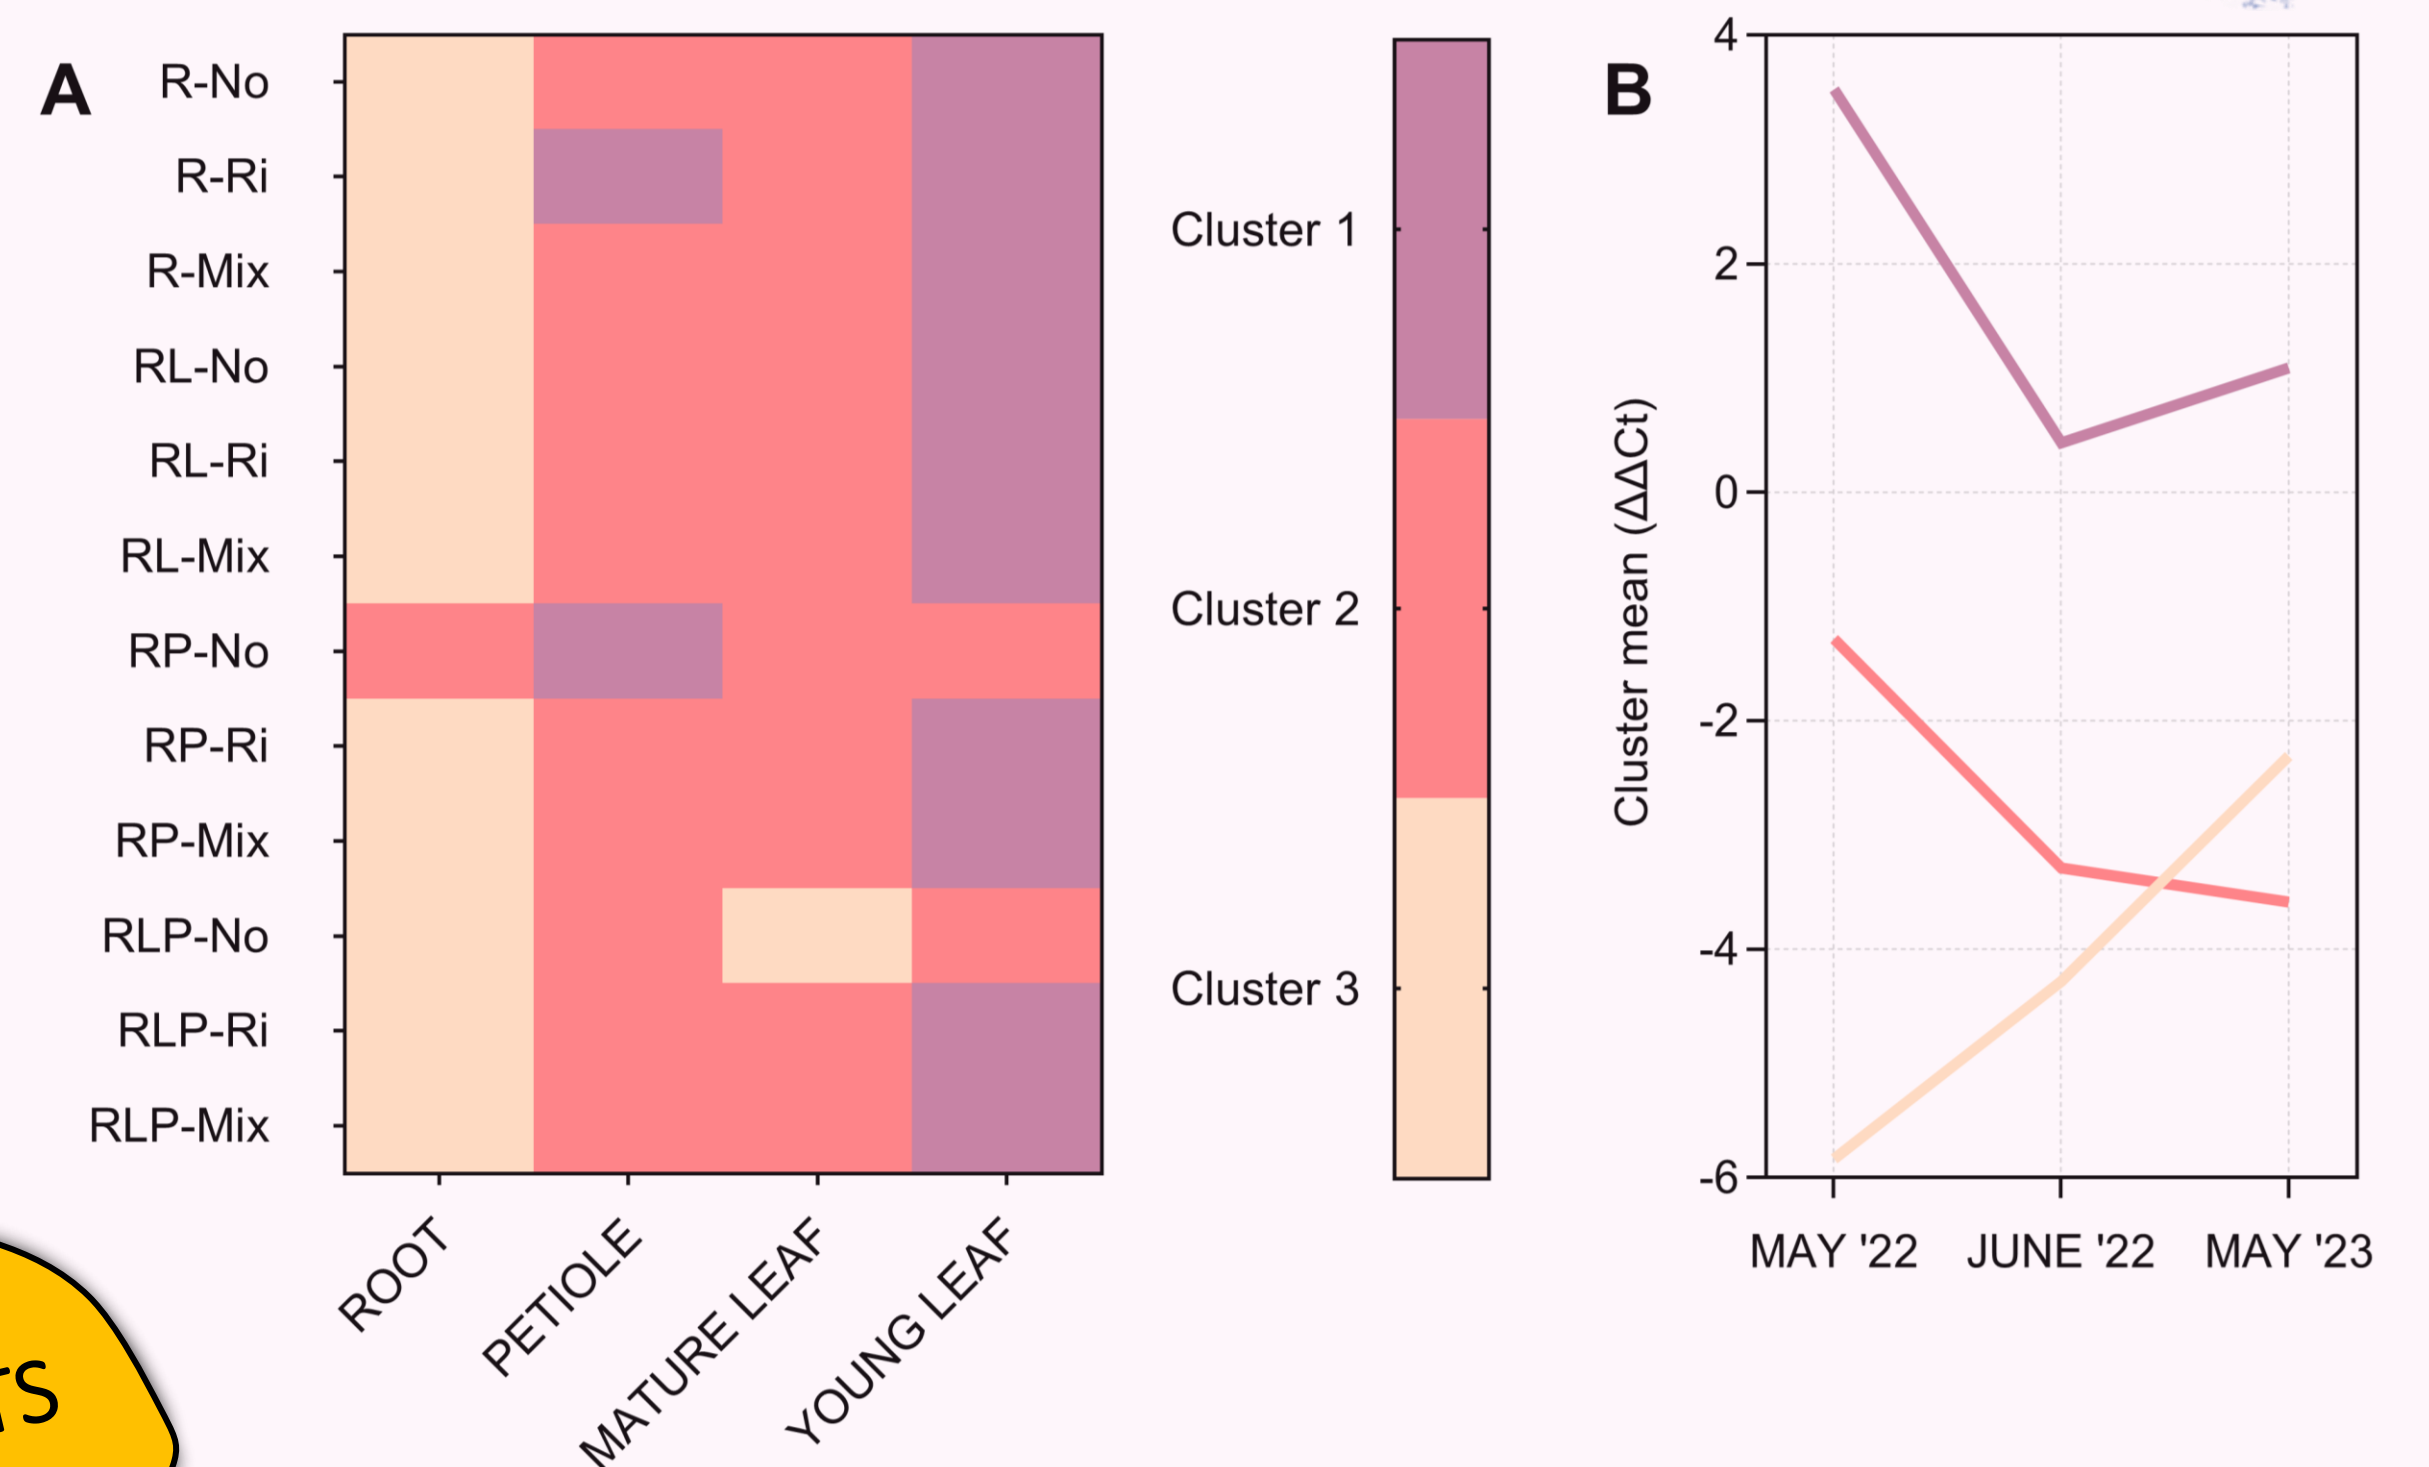 A
R-No
R-Ri
R-Mix
RL-No
RL-Ri
RL-Mix
RP-No
RP-Ri
RP-Mix
RLP-No
RLP-Ri
RLP-Mix
ROOT
PETIOLE
MATURE LEAF
YOUNG LEAF
Cluster 1
Cluster 2
Cluster 3
B
Cluster mean (ΔΔCt)
4
2
0
-2
-4
-6
MAY '22
JUNE '22
MAY '23